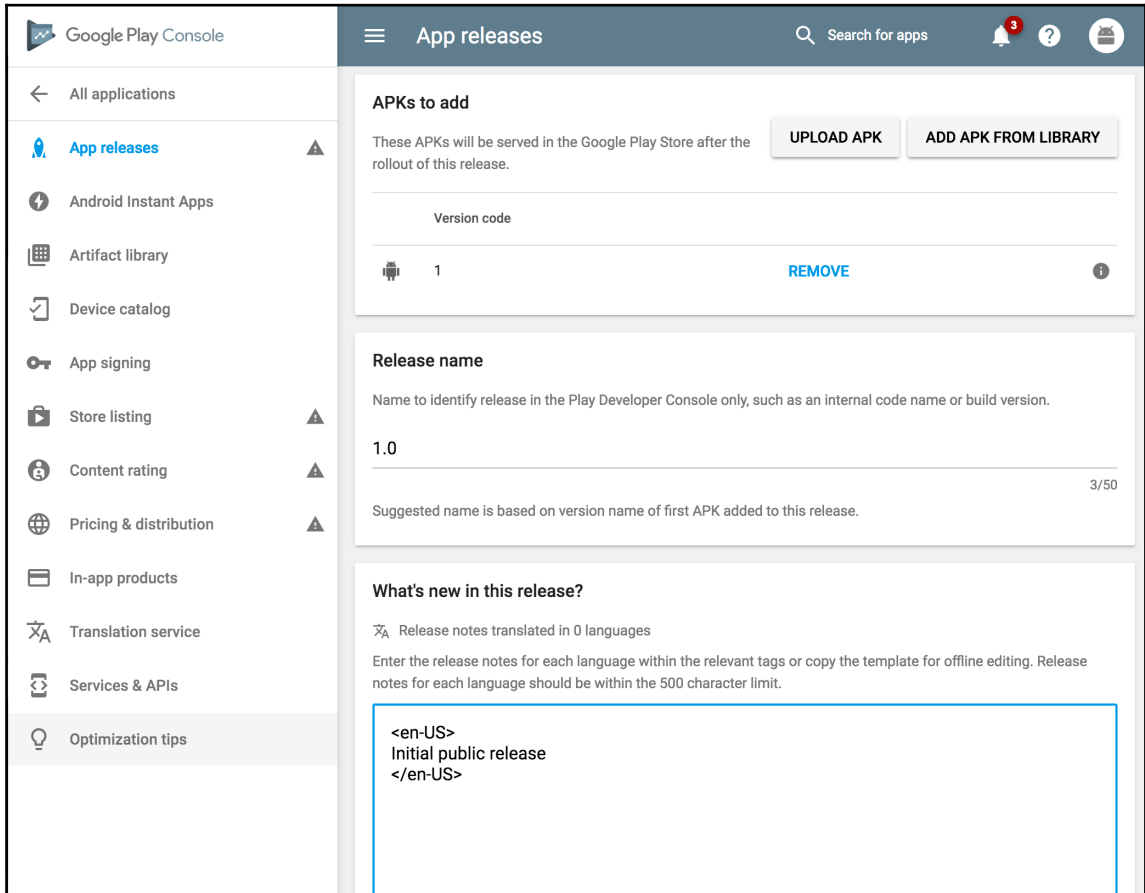 Google Play Console
App releases
Search for apps
3
All applications
App releases
Android Instant Apps
Artifact library
Device catalog
App signing
Store listing
Content rating
Pricing & distribution
In-app products
Translation service
Services & APIs
Optimization tips
APKs to add
These APKs will be served in the Google Play Store after the
rollout of this release.
UPLOAD APK
ADD APK FROM LIBRARY
Version code
1
REMOVE
Release name
Name to identify release in the Play Developer Console only, such as an internal code name or build version.
1.0
3/50
Suggested name is based on version name of first APK added to this release.
What's new in this release?
Release notes translated in 0 languages
Enter the release notes for each language within the relevant tags or copy the template for offline editing. Release
notes for each language should be within the 500 character limit.
<en-US>
Initial public release
</en-US>